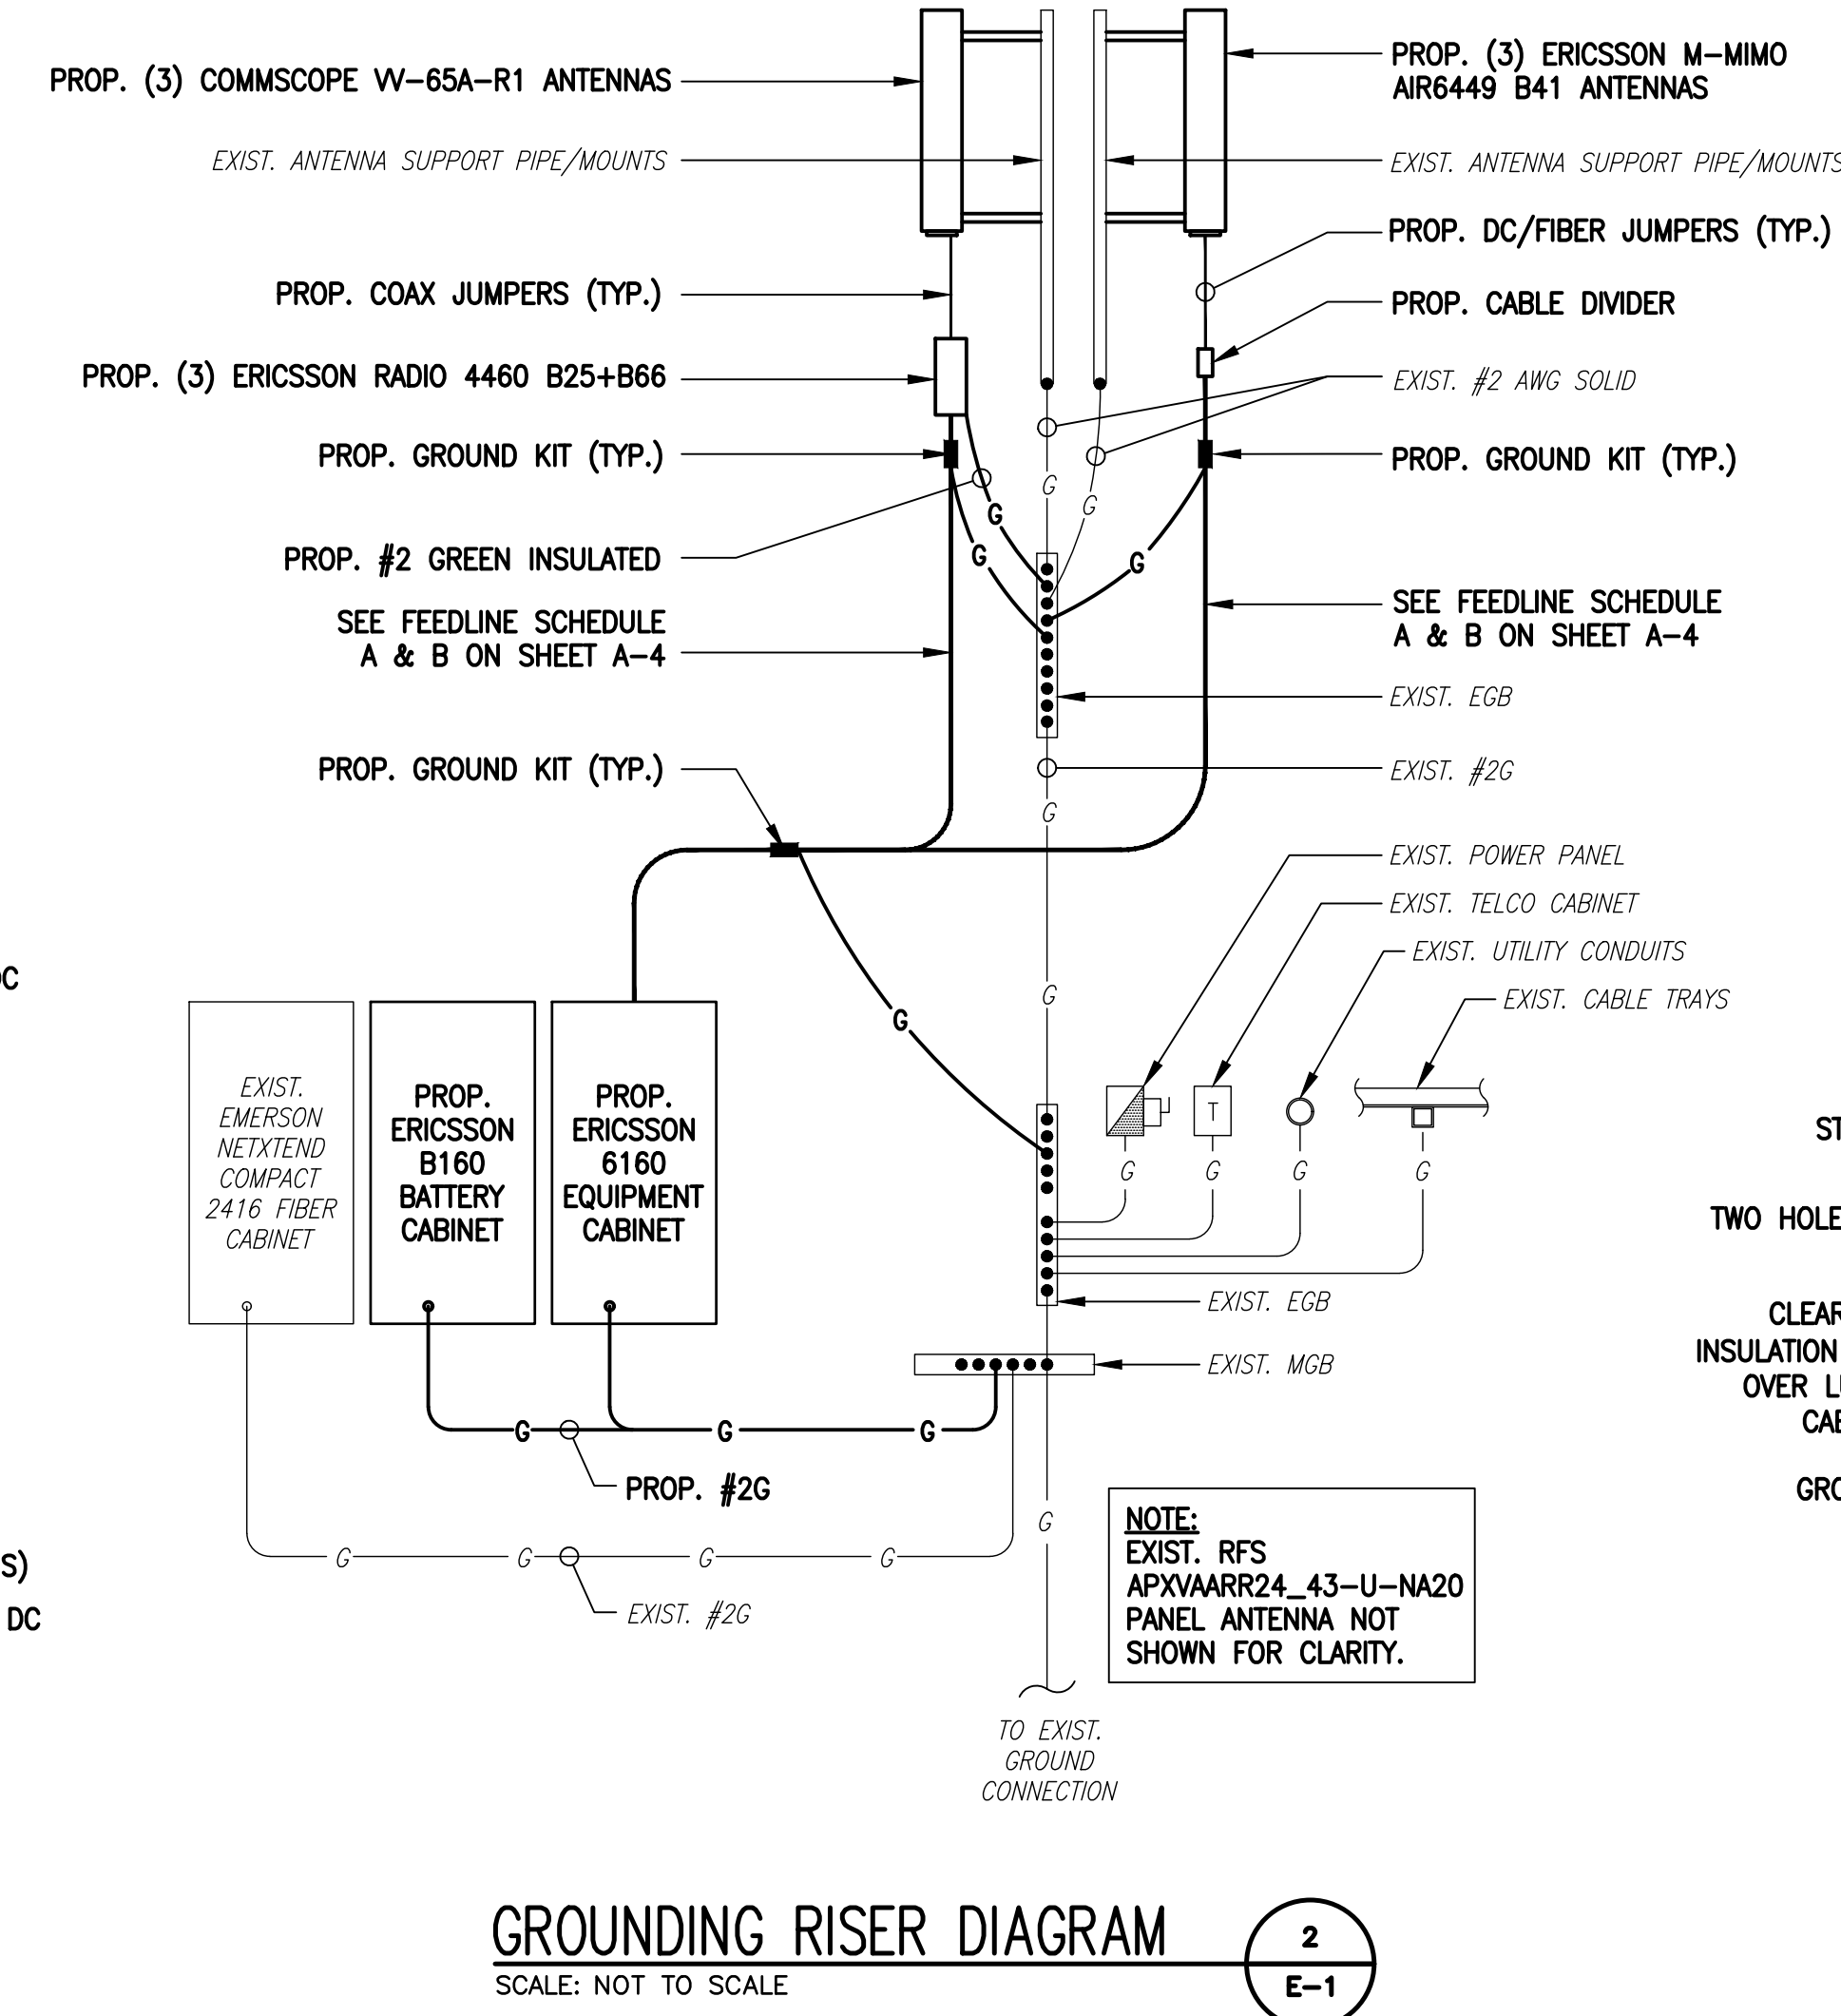 PROP. (3) COMMSCOPE VV-65A-R1 ANTENNAS
EXIST. ANTENNA SUPPORT PIPE/MOUNTS
PROP. COAX JUMPERS (TYP.)
PROP. (3) ERICSSON RADIO 4460 B25+B66
PROP. GROUND KIT (TYP.)
PROP. #2 GREEN INSULATED
SEE FEEDLINE SCHEDULE
A & B ON SHEET A-4
PROP. GROUND KIT (TYP.)
PROP. (3) ERICSSON M-MIMO
AIR6449 B41 ANTENNAS
EXIST. ANTENNA SUPPORT PIPE/MOUNTS
PROP. DC/FIBER JUMPERS (TYP.)
PROP. CABLE DIVIDER
EXIST. #2 AWG SOLID
PROP. GROUND KIT (TYP.)
SEE FEEDLINE SCHEDULE
A & B ON SHEET A-4
EXIST. EGB
EXIST. #2G
EXIST. POWER PANEL
EXIST. TELCO CABINET
EXIST. UTILITY CONDUITS
EXIST. CABLE TRAYS
G
G
G
G
G
G
G
G
T
G
G
G
G
EXIST.
EMERSON
NETXTEND
COMPACT
2416 FIBER
CABINET
PROP.
ERICSSON
B160
BATTERY
CABINET
PROP.
ERICSSON
6160
EQUIPMENT
CABINET
EXIST. EGB
EXIST. MGB
G
G
G
PROP. #2G
G
G
G
G
EXIST. #2G
G
NOTE:
EXIST. RFS
APXVAARR24_43-U-NA20
PANEL ANTENNA NOT
SHOWN FOR CLARITY.
TO EXIST.
GROUND
CONNECTION
S)
DC
TWO HOLE
CLEAR
INSULATION
OVER
GROUNDING RISER DIAGRAM
SCALE: NOT TO SCALE
2
E-1